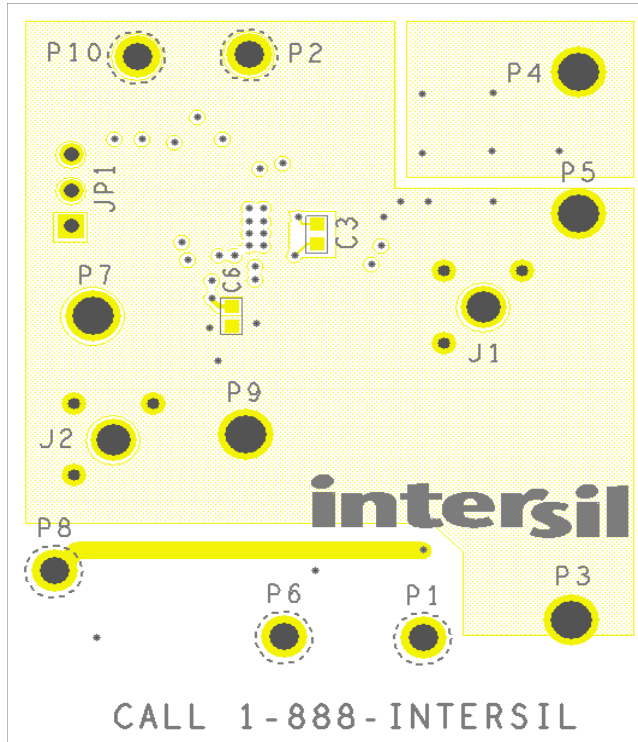 P10
P2
P4
P5
JP1
C3
P7
C6
J1
P9
J2
intersil
P8
P3
P6
P1
CALL 1-888-INTERSIL